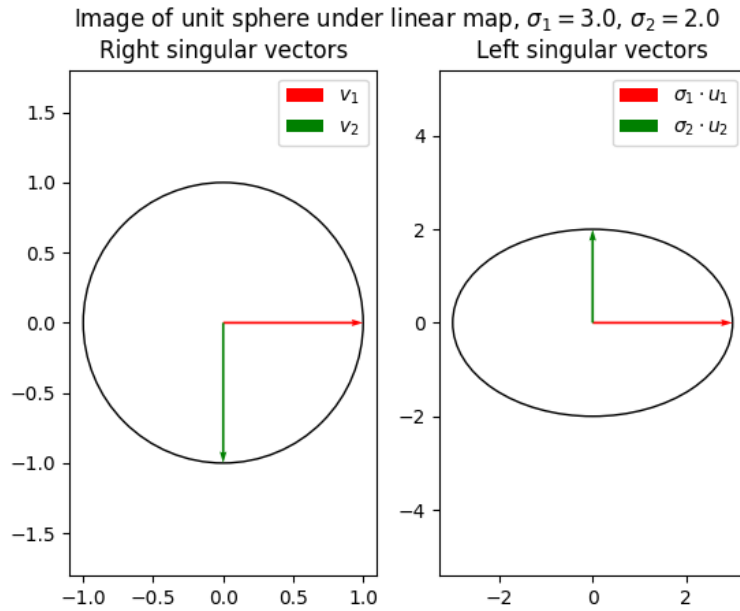 Image of unit sphere under linear map, σ₁ = 3.0, σ₂ = 2.0
Right singular vectors
v₁
v₂
1.5
1.0
0.5
0.0
−0.5
−1.0
−1.5
−1.0
−0.5
0.0
0.5
1.0
Left singular vectors
σ₁ · u₁
σ₂ · u₂
4
2
0
−2
−4
−2
0
2